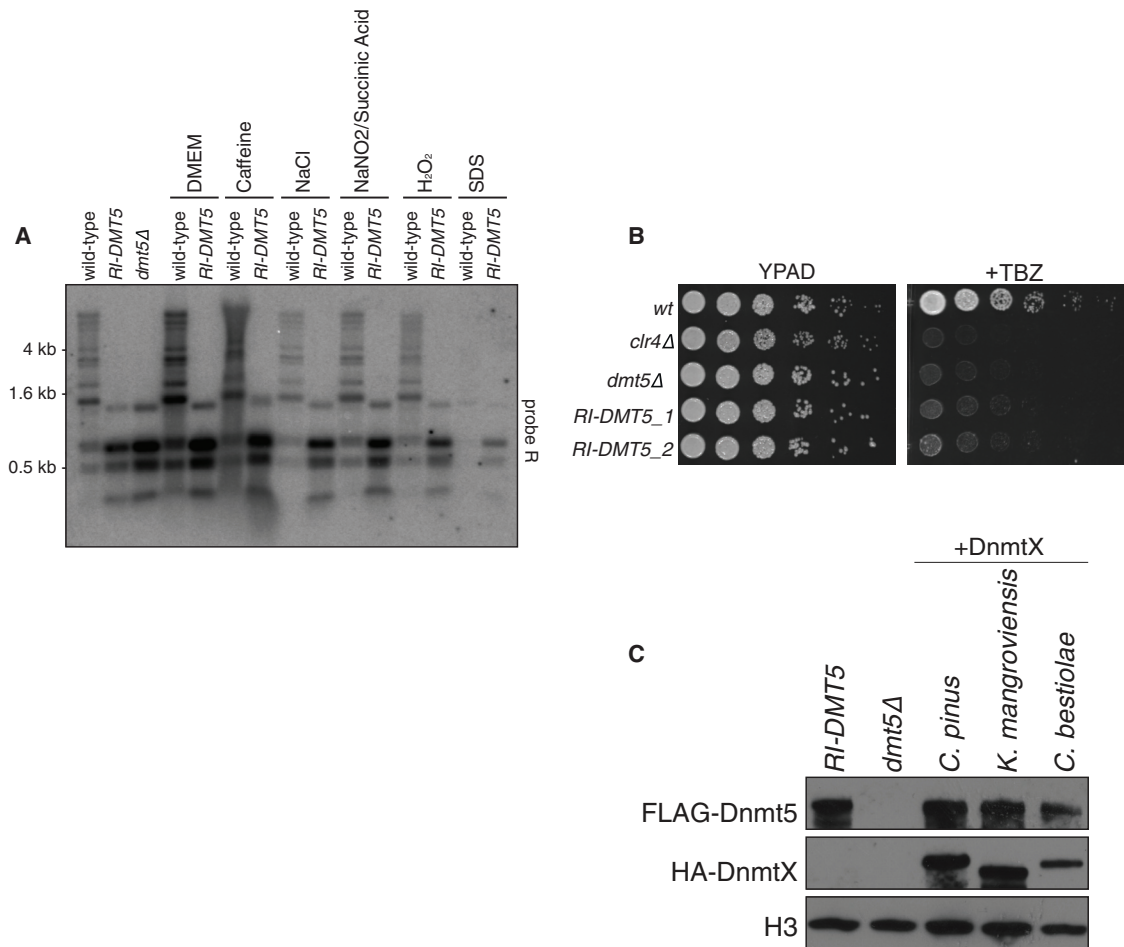 A
wild-type
RI-DMT5
dmt5Δ
DMEM
wild-type
RI-DMT5
Caffeine
wild-type
RI-DMT5
NaCl
wild-type
RI-DMT5
NaNO2/Succinic Acid
wild-type
RI-DMT5
H₂O₂
wild-type
RI-DMT5
SDS
wild-type
RI-DMT5
4 kb
1.6 kb
0.5 kb
probe R
B
YPAD
+TBZ
wt
clr4Δ
dmt5Δ
RI-DMT5_1
RI-DMT5_2
C
+DnmtX
RI-DMT5
dmt5Δ
C. pinus
K. mangroviensis
C. bestiolae
FLAG-Dnmt5
HA-DnmtX
H3